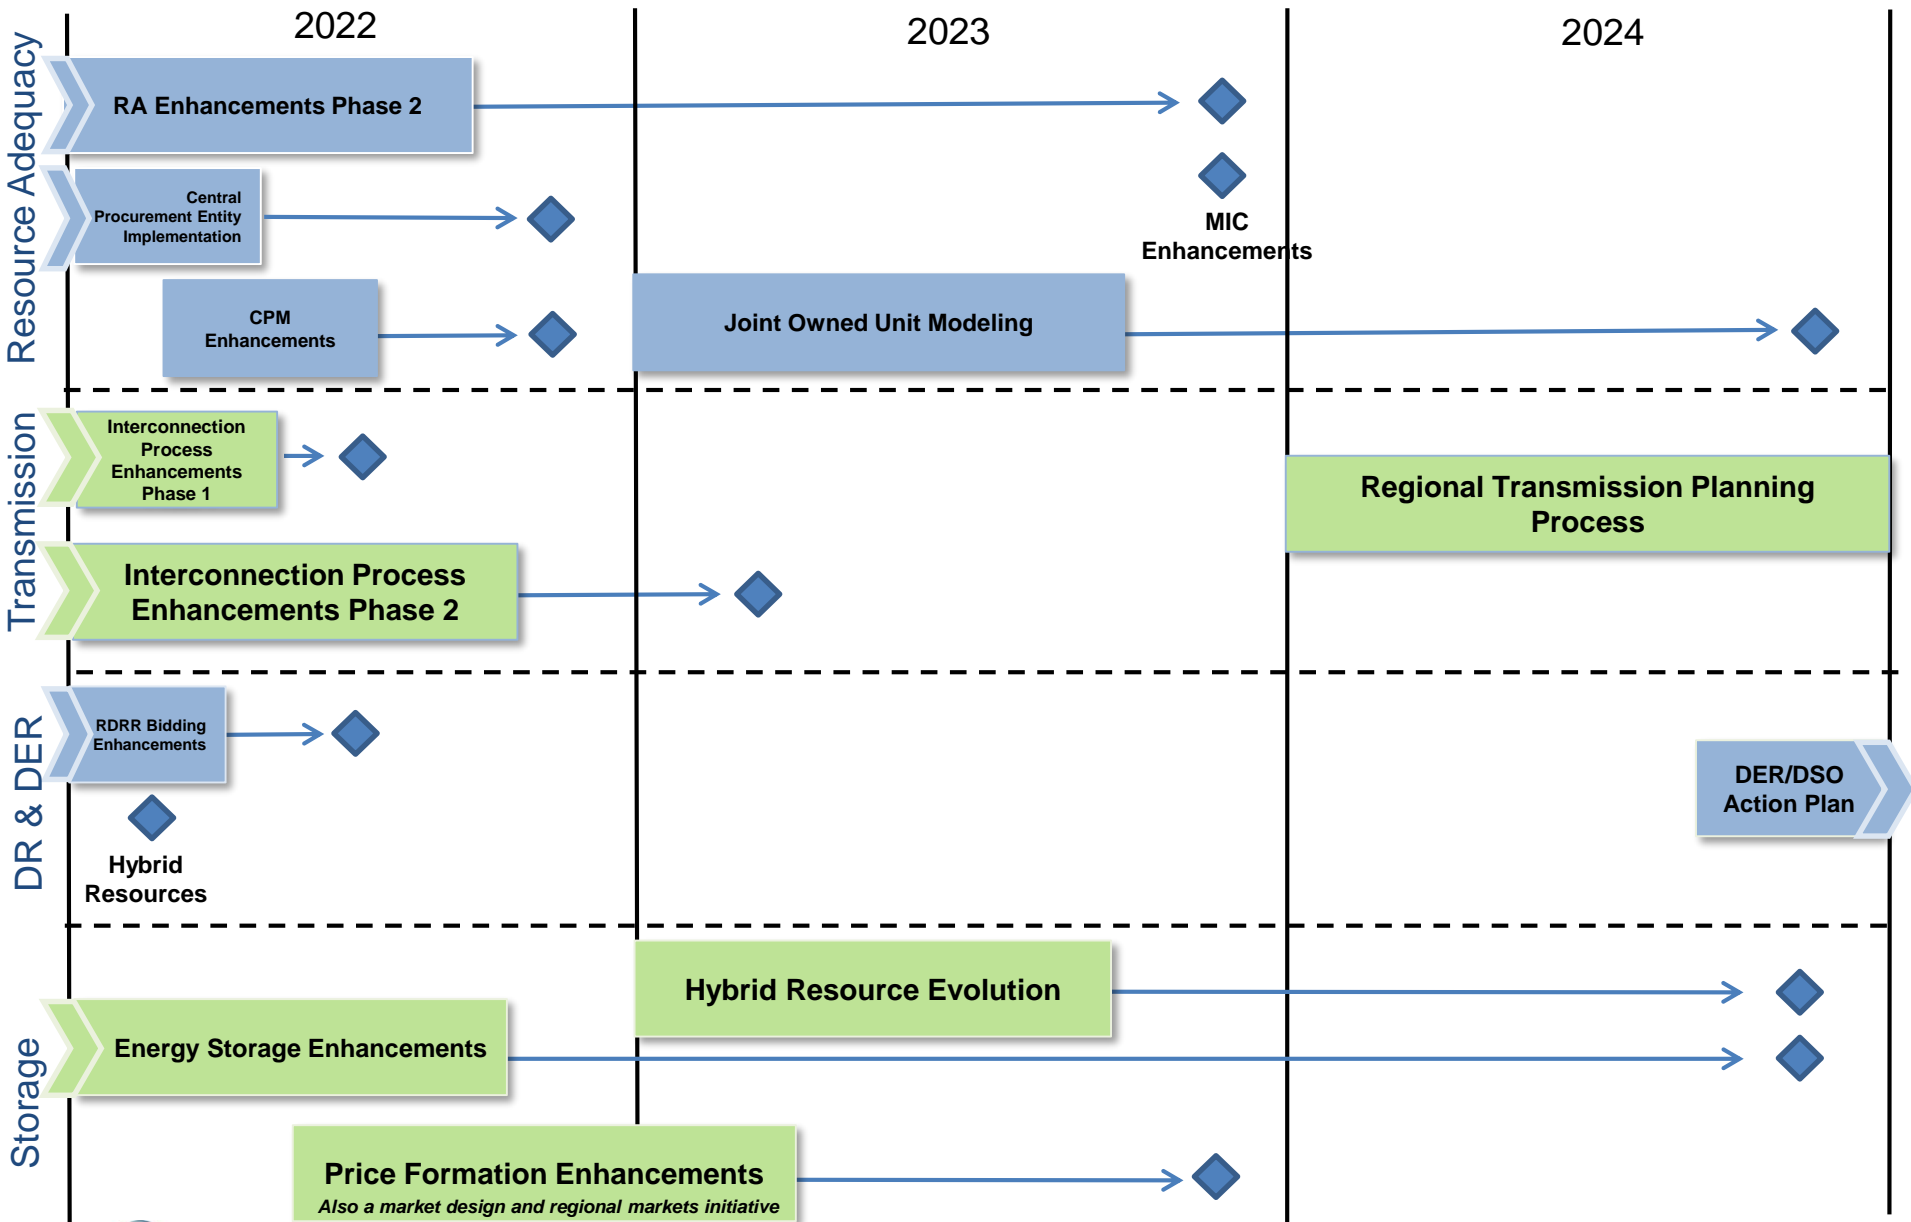 2022
2023
2024
Resource Adequacy
RA Enhancements Phase 2
Central
Procurement Entity
Implementation
MIC
Enhancements
CPM
Enhancements
Joint Owned Unit Modeling
Transmission
Interconnection
Process
Enhancements
Phase 1
Regional Transmission Planning
Process
Interconnection Process
Enhancements Phase 2
DR & DER
RDRR Bidding
Enhancements
DER/DSO
Action Plan
Hybrid
Resources
Storage
Hybrid Resource Evolution
Energy Storage Enhancements
Price Formation Enhancements
Also a market design and regional markets initiative